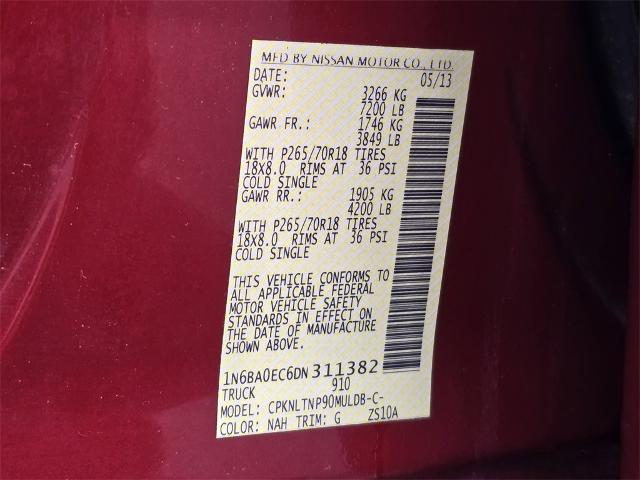 MFD BY NISSAN MOTOR CO., LTD.
DATE: 05/13
GVWR: 3266 KG
7200 LB
GAWR FR.: 1746 KG
3849 LB
WITH P265/70R18 TIRES
18X8.0 RIMS AT 36 PSI
COLD SINGLE
GAWR RR.: 1905 KG
4200 LB
WITH P265/70R18 TIRES
18X8.0 RIMS AT 36 PSI
COLD SINGLE
THIS VEHICLE CONFORMS TO
ALL APPLICABLE FEDERAL
MOTOR VEHICLE SAFETY
STANDARDS IN EFFECT ON
THE DATE OF MANUFACTURE
SHOWN ABOVE.
1N6BA0EC6DN311382
TRUCK 910
MODEL: CPKNLTNP90MULDB-C-
COLOR: NAH TRIM: G ZS10A